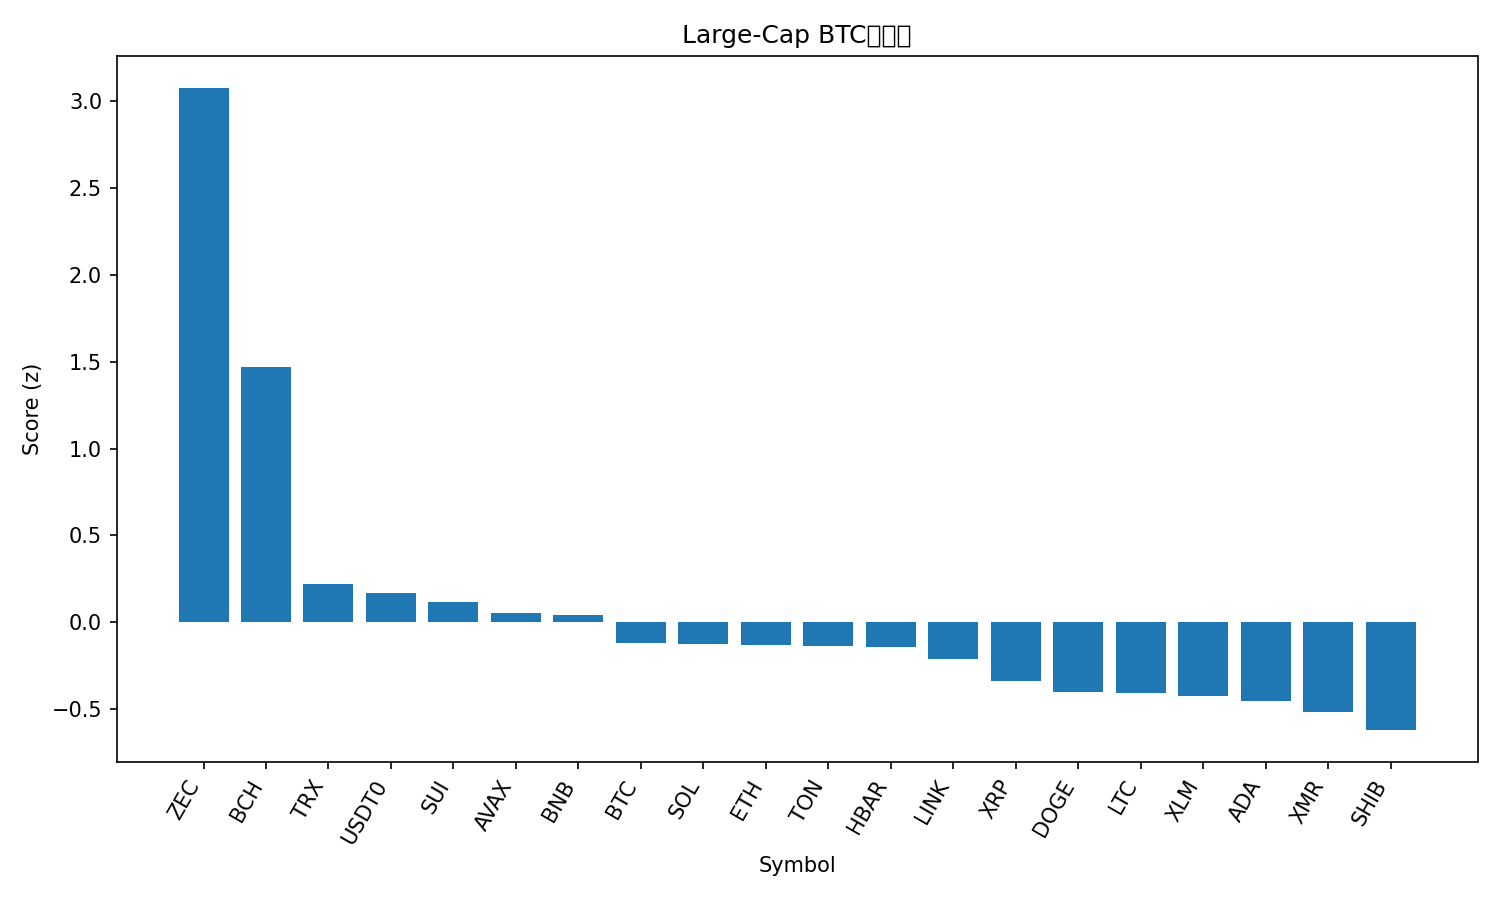 Large-Cap BTC
3.0
2.5
2.0
1.5
1.0
0.5
0.0
−0.5
Score (z)
ZEC
BCH
TRX
USDT0
SUI
AVAX
BNB
BTC
SOL
ETH
TON
HBAR
LINK
XRP
DOGE
LTC
XLM
ADA
XMR
SHIB
Symbol